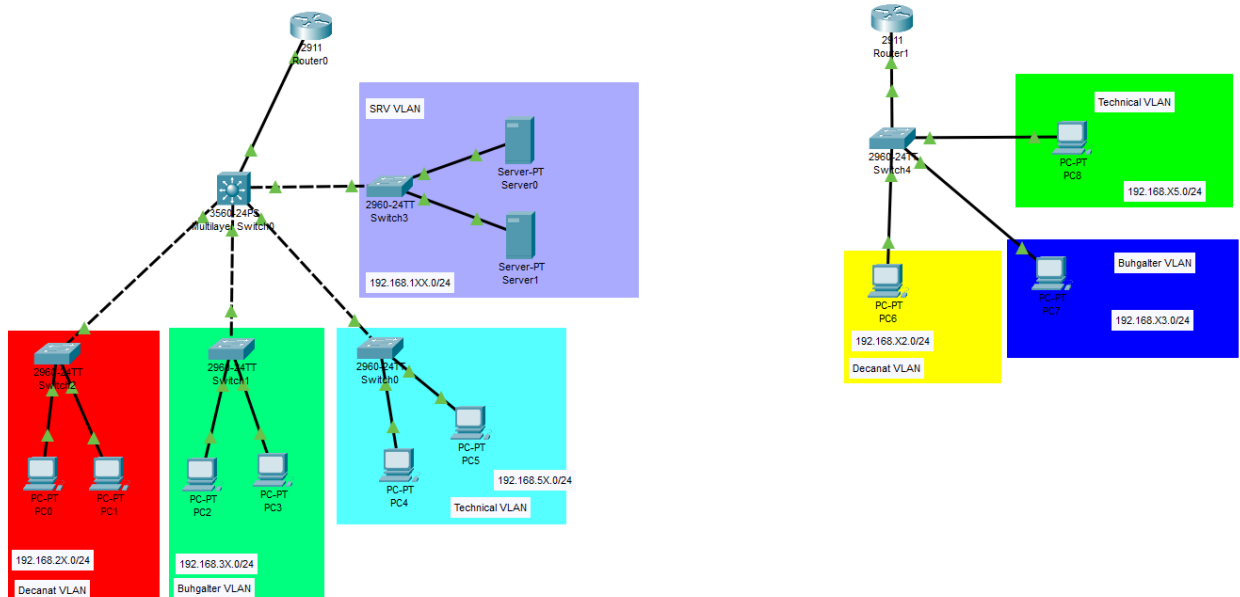 2911
Router0
SRV VLAN
Server-PT
Server0
3560-24PS
Multilayer Switch0
2960-24TT
Switch3
Server-PT
Server1
192.168.1XX.0/24
2960-24TT
Switch2
2960-24TT
Switch1
2960-24TT
Switch0
PC-PT
PC0
PC-PT
PC1
PC-PT
PC2
PC-PT
PC3
PC-PT
PC4
PC-PT
PC5
192.168.5X.0/24
Technical VLAN
192.168.2X.0/24
Decanat VLAN
192.168.3X.0/24
Buhgalter VLAN
2911
Router1
Technical VLAN
2960-24TT
Switch4
PC-PT
PC8
192.168.X5.0/24
Buhgalter VLAN
PC-PT
PC6
PC-PT
PC7
192.168.X3.0/24
192.168.X2.0/24
Decanat VLAN